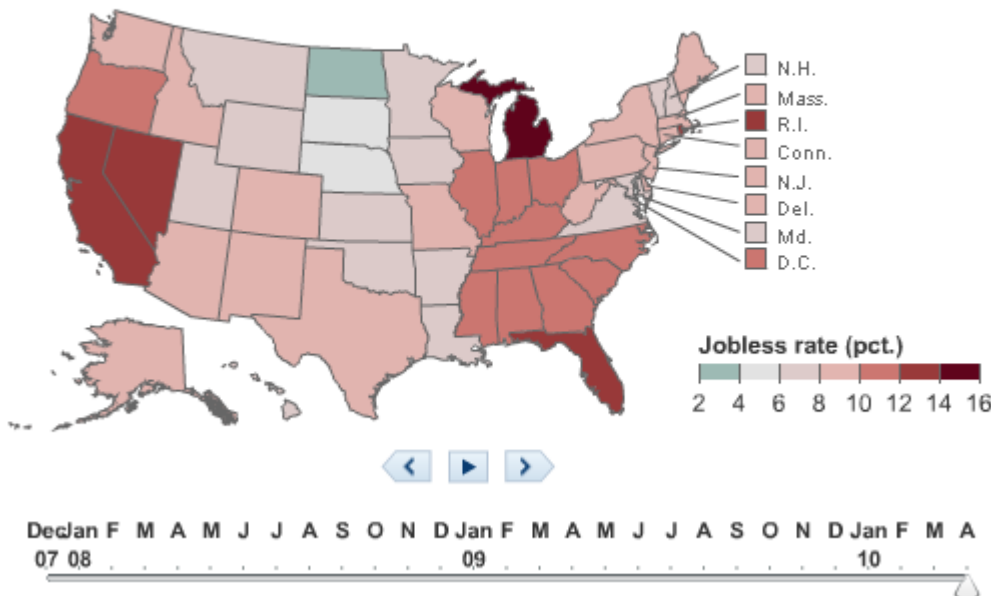 N.H.
Mass.
R.I.
Conn.
N.J.
Del.
Md.
D.C.
Jobless rate (pct.)
2 4 6 8 10 12 14 16
Dec Jan F M A M J J A S O N D Jan F M A M J J A S O N D Jan F M A
07 08 09 10